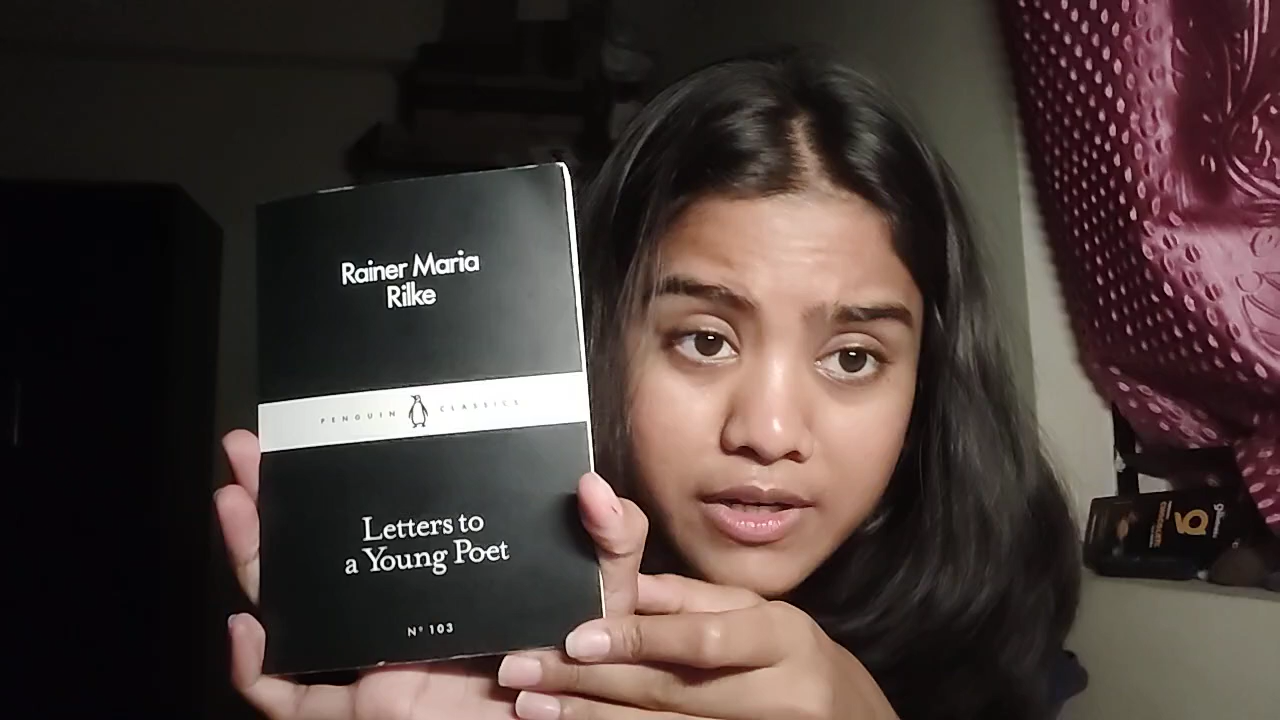 Rainer Maria
Rilke
PENGUIN CLASSICS
Letters to
a Young Poet
Nº 103